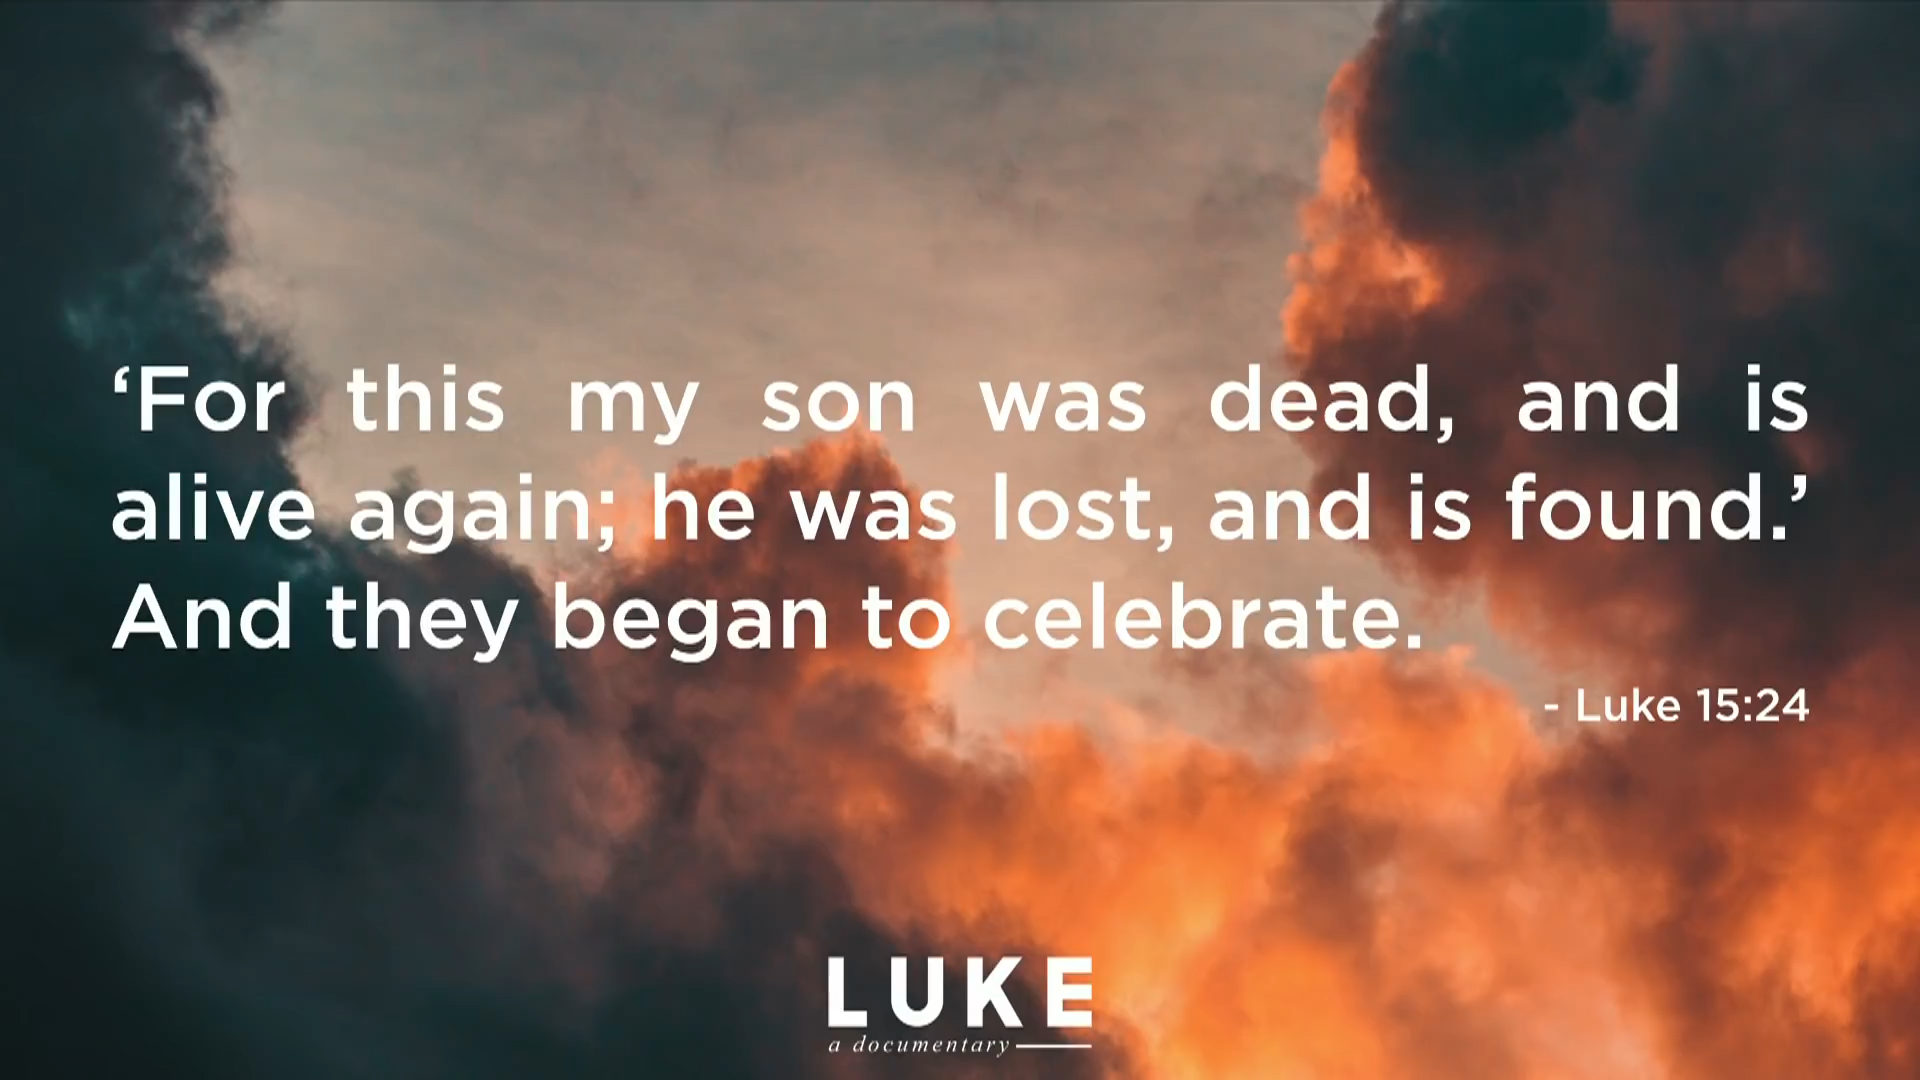 ‘For this my son was dead, and is
alive again; he was lost, and is found.’
And they began to celebrate.
- Luke 15:24
LUKE
a documentary